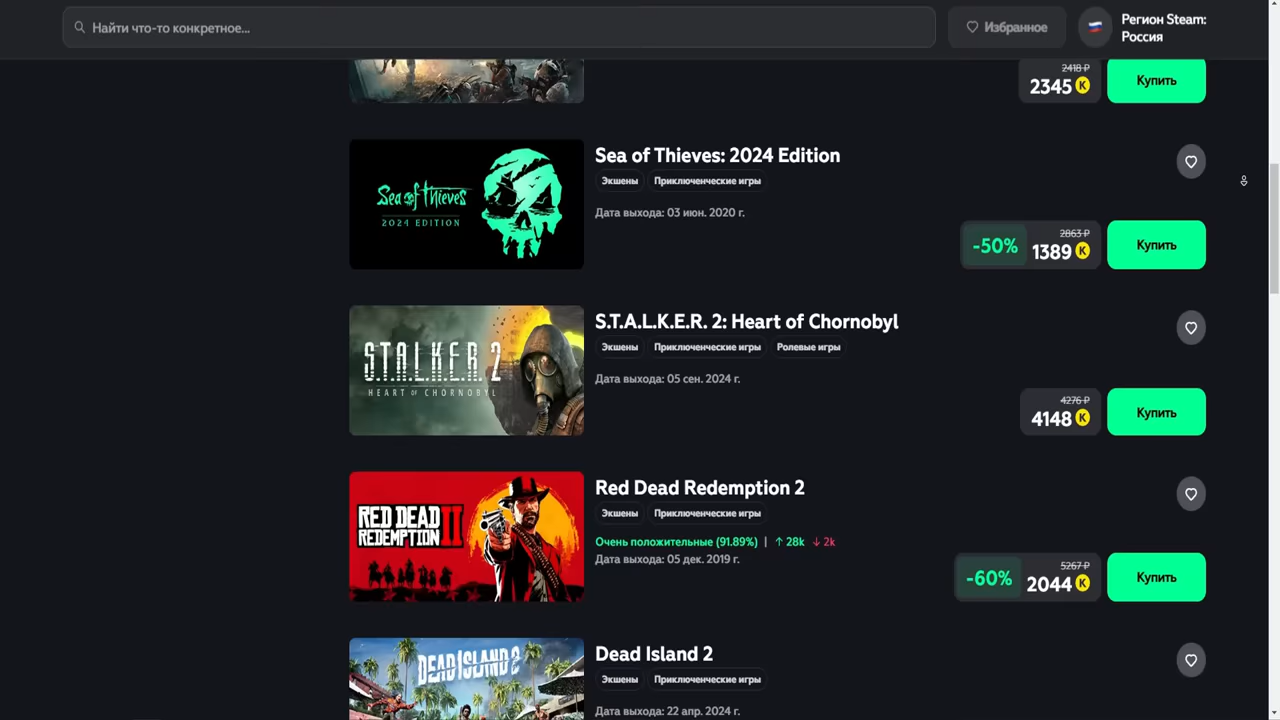 Найти что-то конкретное...
Избранное
Регион Steam:
Россия
2418 ₽
2345 K
Купить
Sea of Thieves
2024 EDITION
Sea of Thieves: 2024 Edition
Экшены
Приключенческие игры
Дата выхода: 03 июн. 2020 г.
-50%
2863 ₽
1389 K
Купить
S.T.A.L.K.E.R. 2
HEART OF CHORNOBYL
S.T.A.L.K.E.R. 2: Heart of Chornobyl
Экшены
Приключенческие игры
Ролевые игры
Дата выхода: 05 сен. 2024 г.
4276 ₽
4148 K
Купить
RED DEAD
REDEMPTION II
Red Dead Redemption 2
Экшены
Приключенческие игры
Очень положительные (91.89%) | ↑ 28k ↓ 2k
Дата выхода: 05 дек. 2019 г.
-60%
5267 ₽
2044 K
Купить
DEAD ISLAND 2
Dead Island 2
Экшены
Приключенческие игры
Дата выхода: 22 апр. 2024 г.